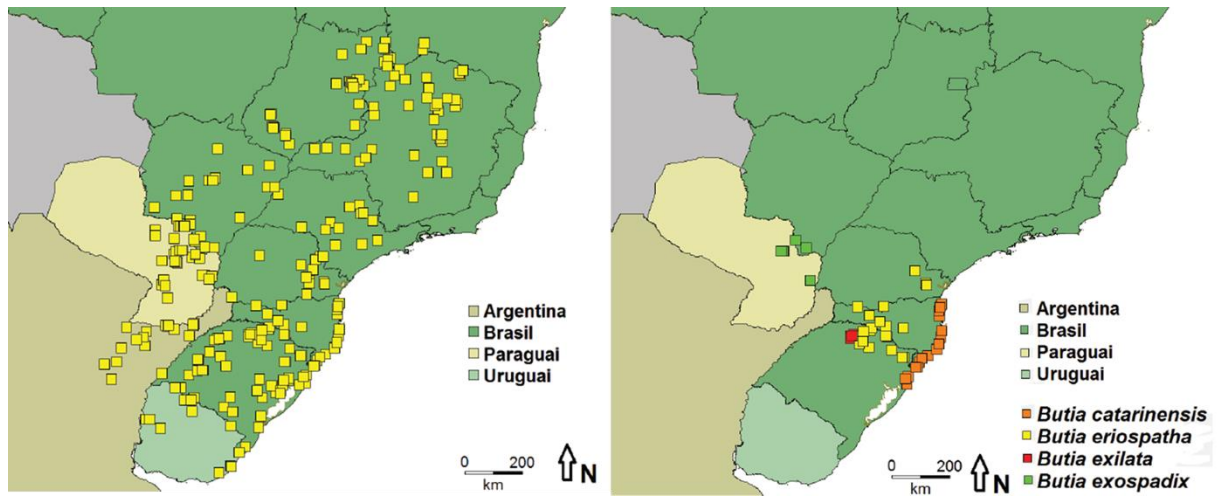 Argentina
Brasil
Paraguai
Uruguai
0 200
km
N
Argentina
Brasil
Paraguai
Uruguai
Butia catarinensis
Butia eriospatha
Butia exilata
Butia exospadix
0 200
km
N